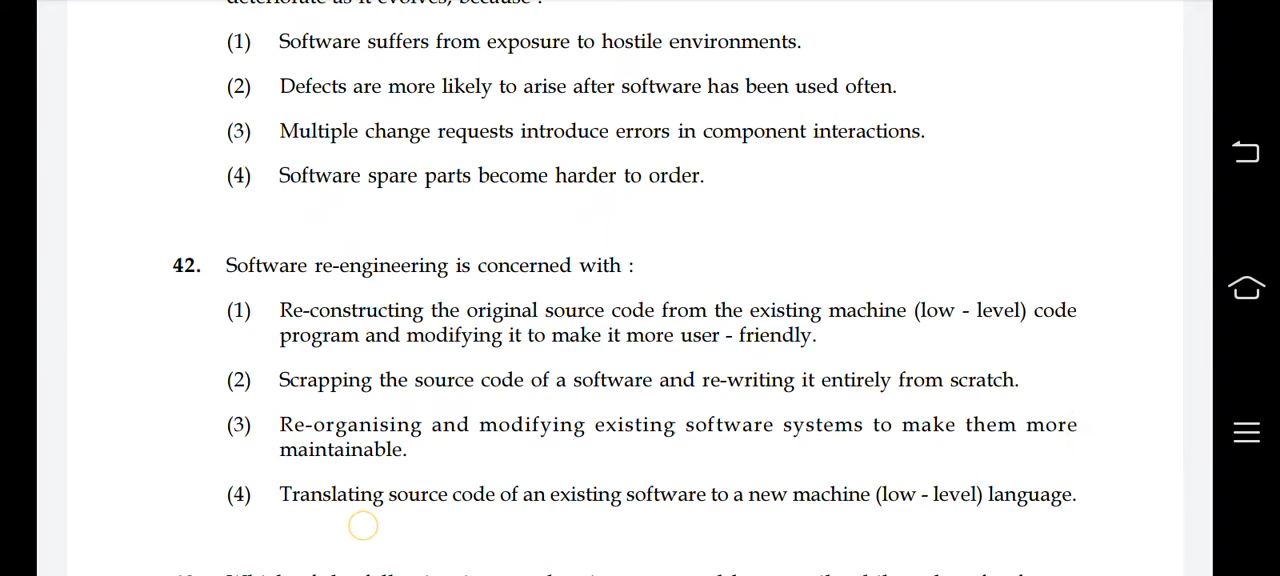 deteriorate as it evolves, because :
(1) Software suffers from exposure to hostile environments.
(2) Defects are more likely to arise after software has been used often.
(3) Multiple change requests introduce errors in component interactions.
(4) Software spare parts become harder to order.
42. Software re-engineering is concerned with :
(1) Re-constructing the original source code from the existing machine (low - level) code
program and modifying it to make it more user - friendly.
(2) Scrapping the source code of a software and re-writing it entirely from scratch.
(3) Re-organising and modifying existing software systems to make them more
maintainable.
(4) Translating source code of an existing software to a new machine (low - level) language.